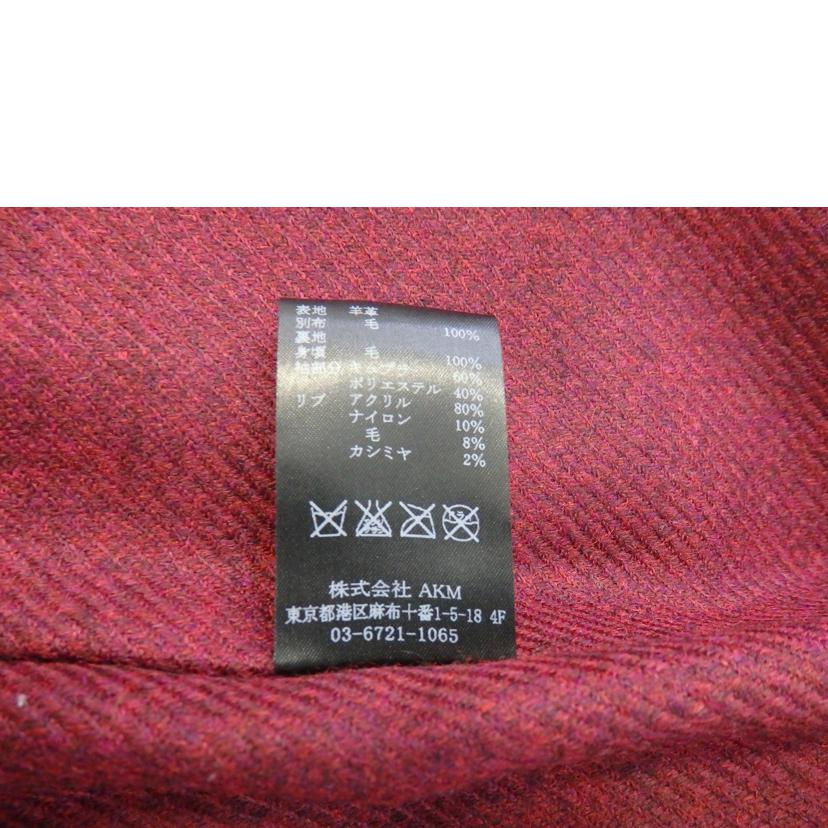 表地 羊革
別布 毛 100%
裏地
身頃 毛 100%
袖部分 キュプラ 60%
ポリエステル 40%
リブ アクリル 80%
ナイロン 10%
毛 8%
カシミヤ 2%
株式会社 AKM
東京都港区麻布十番1-5-18 4F
03-6721-1065